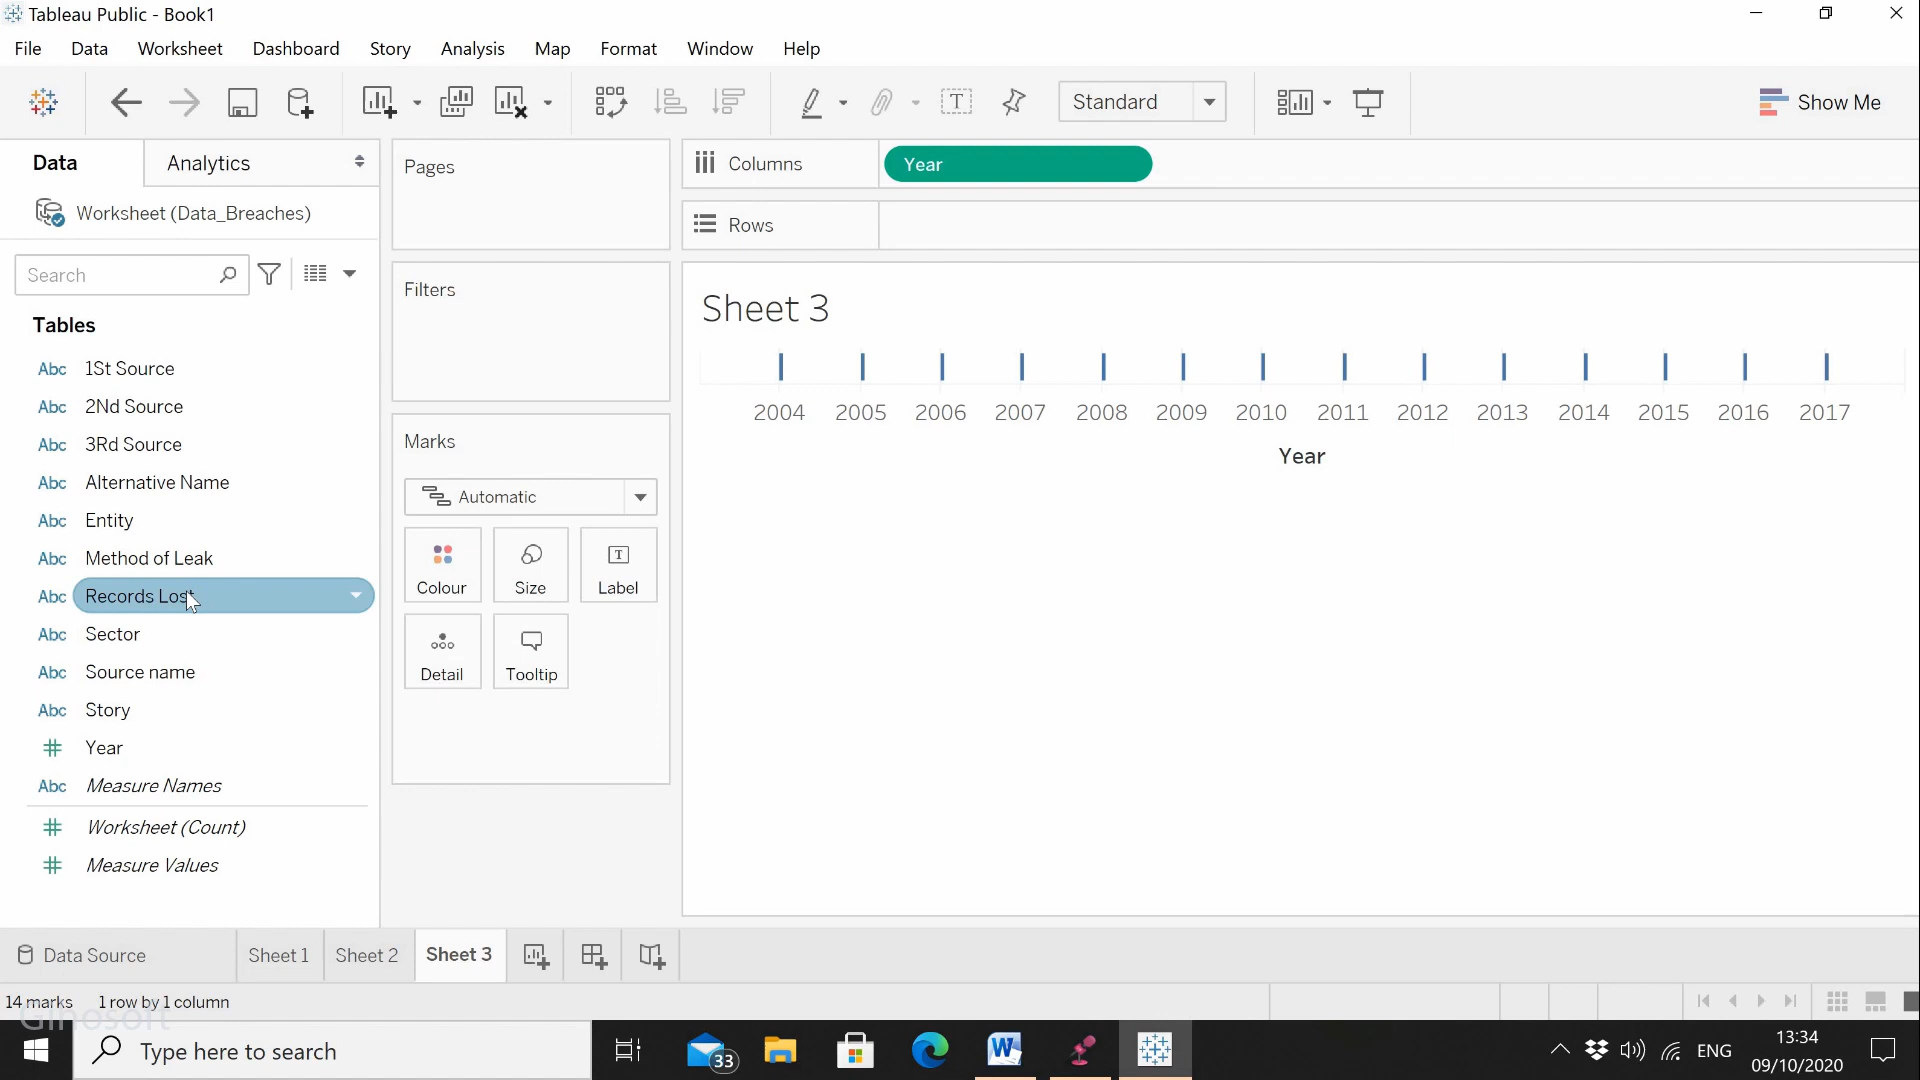 Tableau Public - Book1
File Data Worksheet Dashboard Story Analysis Map Format Window Help
Standard
Show Me
Data
Analytics
Worksheet (Data_Breaches)
Search
Tables
Abc 1St Source
Abc 2Nd Source
Abc 3Rd Source
Abc Alternative Name
Abc Entity
Abc Method of Leak
Abc Records Lost
Abc Sector
Abc Source name
Abc Story
# Year
Abc Measure Names
# Worksheet (Count)
# Measure Values
Pages
Filters
Marks
Automatic
Colour
Size
T
Label
Detail
Tooltip
Columns
Year
Rows
Sheet 3
2004 2005 2006 2007 2008 2009 2010 2011 2012 2013 2014 2015 2016 2017
Year
Data Source
Sheet 1
Sheet 2
Sheet 3
14 marks 1 row by 1 column
Gihosoft
Type here to search
33
W
ENG
13:34
09/10/2020